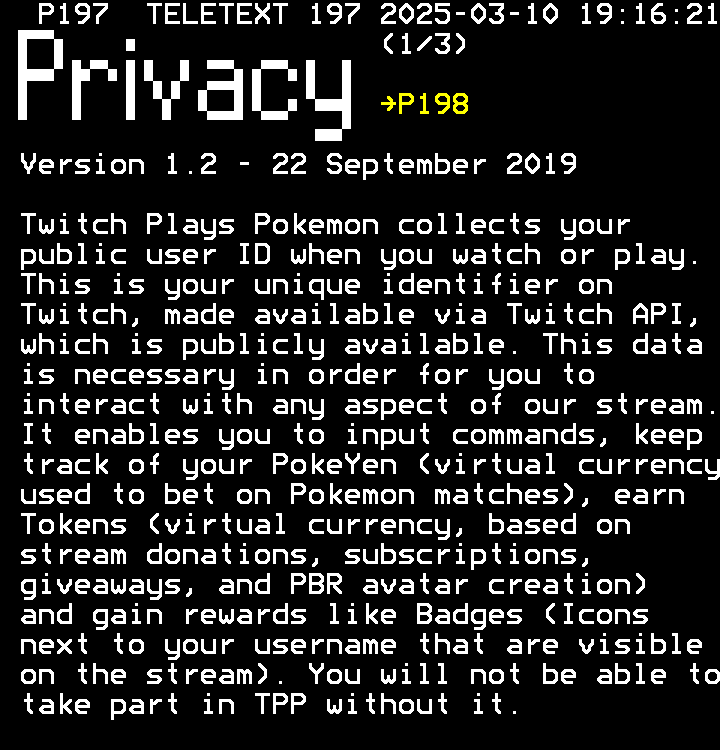 P197 TELETEXT 197 2025-03-10 19:16:21
Privacy
(1/3)
→P198
Version 1.2 - 22 September 2019
Twitch Plays Pokemon collects your
public user ID when you watch or play.
This is your unique identifier on
Twitch, made available via Twitch API,
which is publicly available. This data
is necessary in order for you to
interact with any aspect of our stream.
It enables you to input commands, keep
track of your PokeYen (virtual currency
used to bet on Pokemon matches), earn
Tokens (virtual currency, based on
stream donations, subscriptions,
giveaways, and PBR avatar creation)
and gain rewards like Badges (Icons
next to your username that are visible
on the stream). You will not be able to
take part in TPP without it.